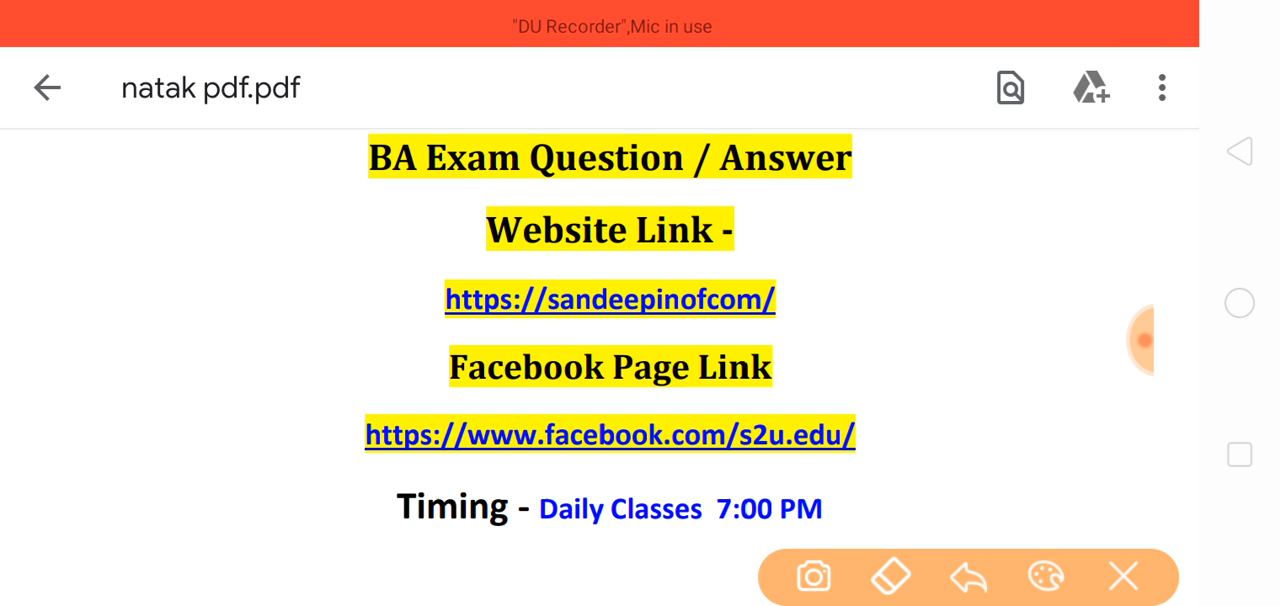 "DU Recorder",Mic in use
natak pdf.pdf
BA Exam Question / Answer
Website Link -
https://sandeepinofcom/
Facebook Page Link
https://www.facebook.com/s2u.edu/
Timing - Daily Classes 7:00 PM